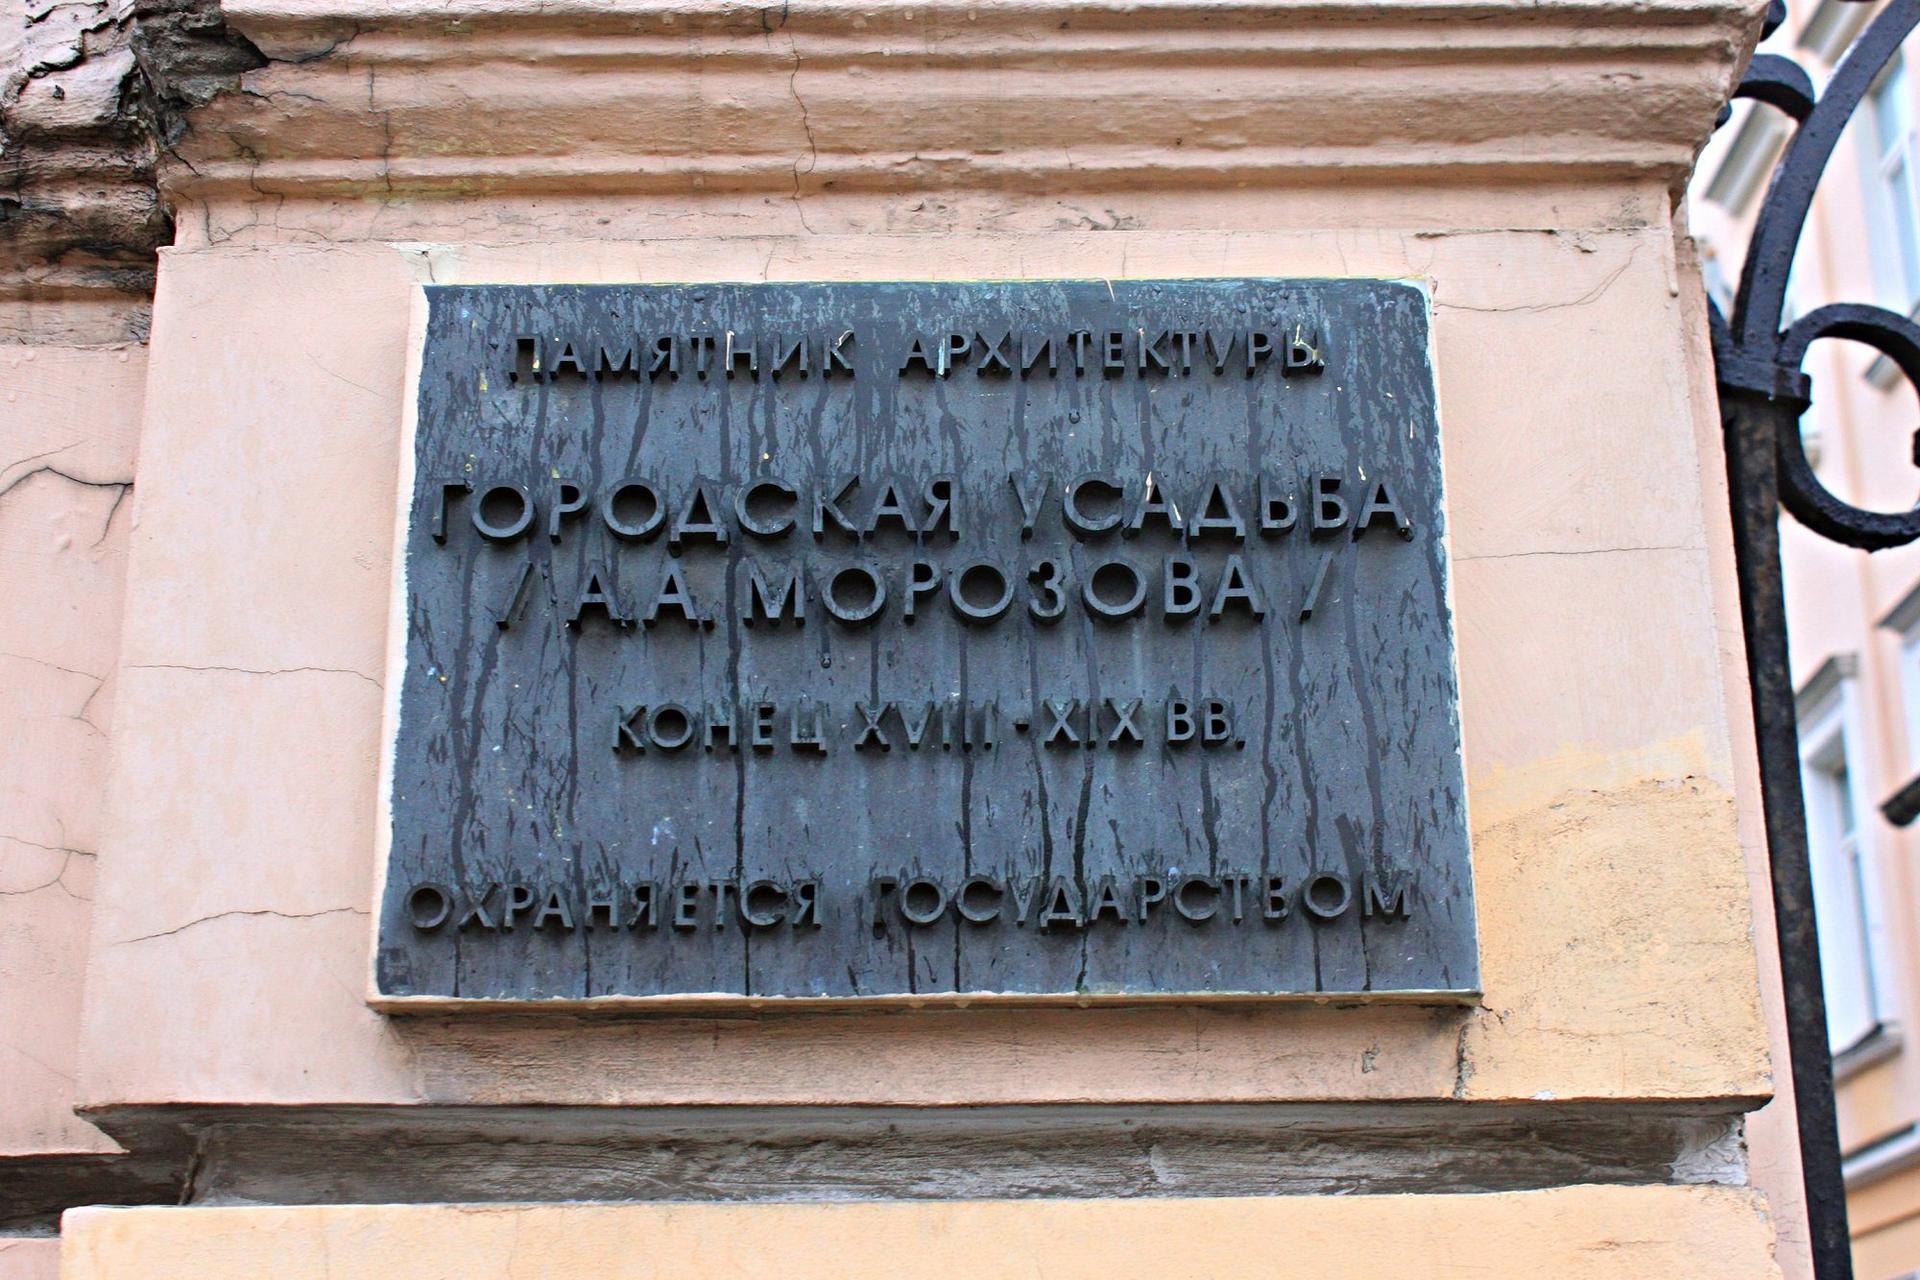 ПАМЯТНИК АРХИТЕКТУРЫ
ГОРОДСКАЯ УСАДЬБА
/ А.А. МОРОЗОВА /
КОНЕЦ XVIII - XIX ВВ.
ОХРАНЯЕТСЯ ГОСУДАРСТВОМ